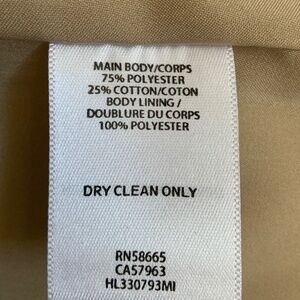 MAIN BODY/CORPS
75% POLYESTER
25% COTTON/COTON
BODY LINING /
DOUBLURE DU CORPS
100% POLYESTER
DRY CLEAN ONLY
RN58665
CA57963
HL330793MI